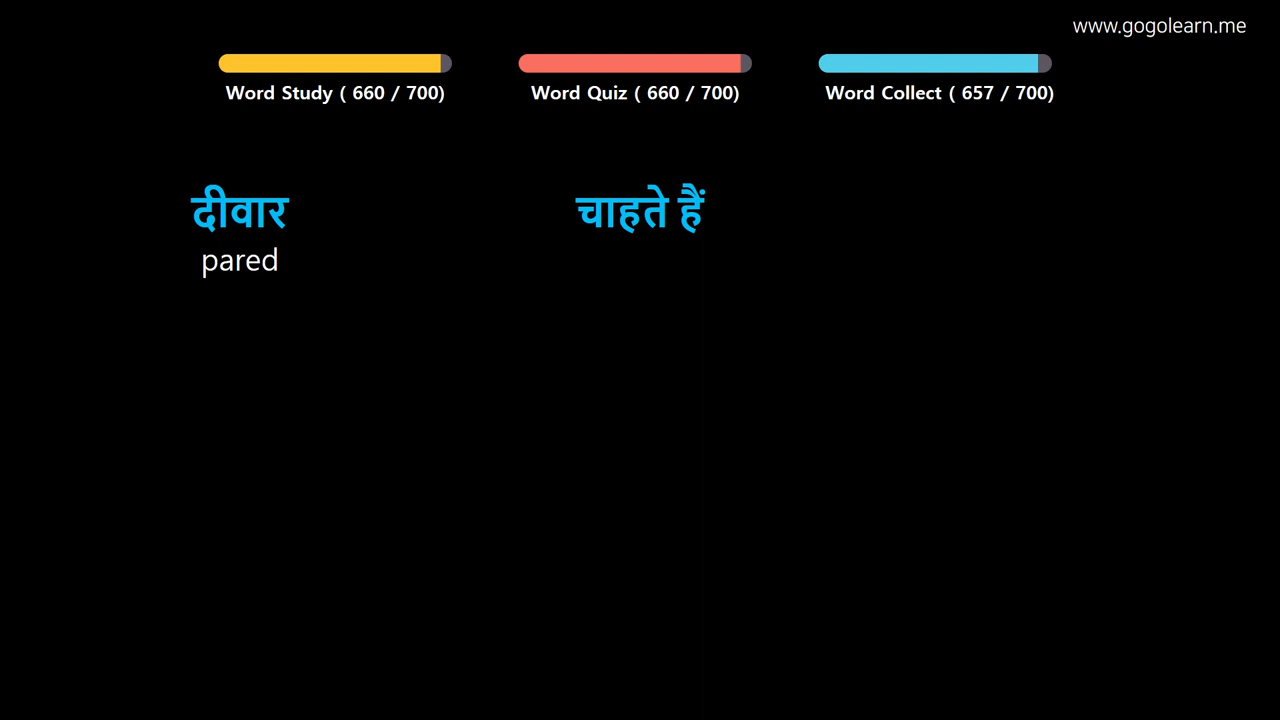 www.gogolearn.me
Word Study ( 660 / 700)
Word Quiz ( 660 / 700)
Word Collect ( 657 / 700)
दीवार
चाहते हैं
pared